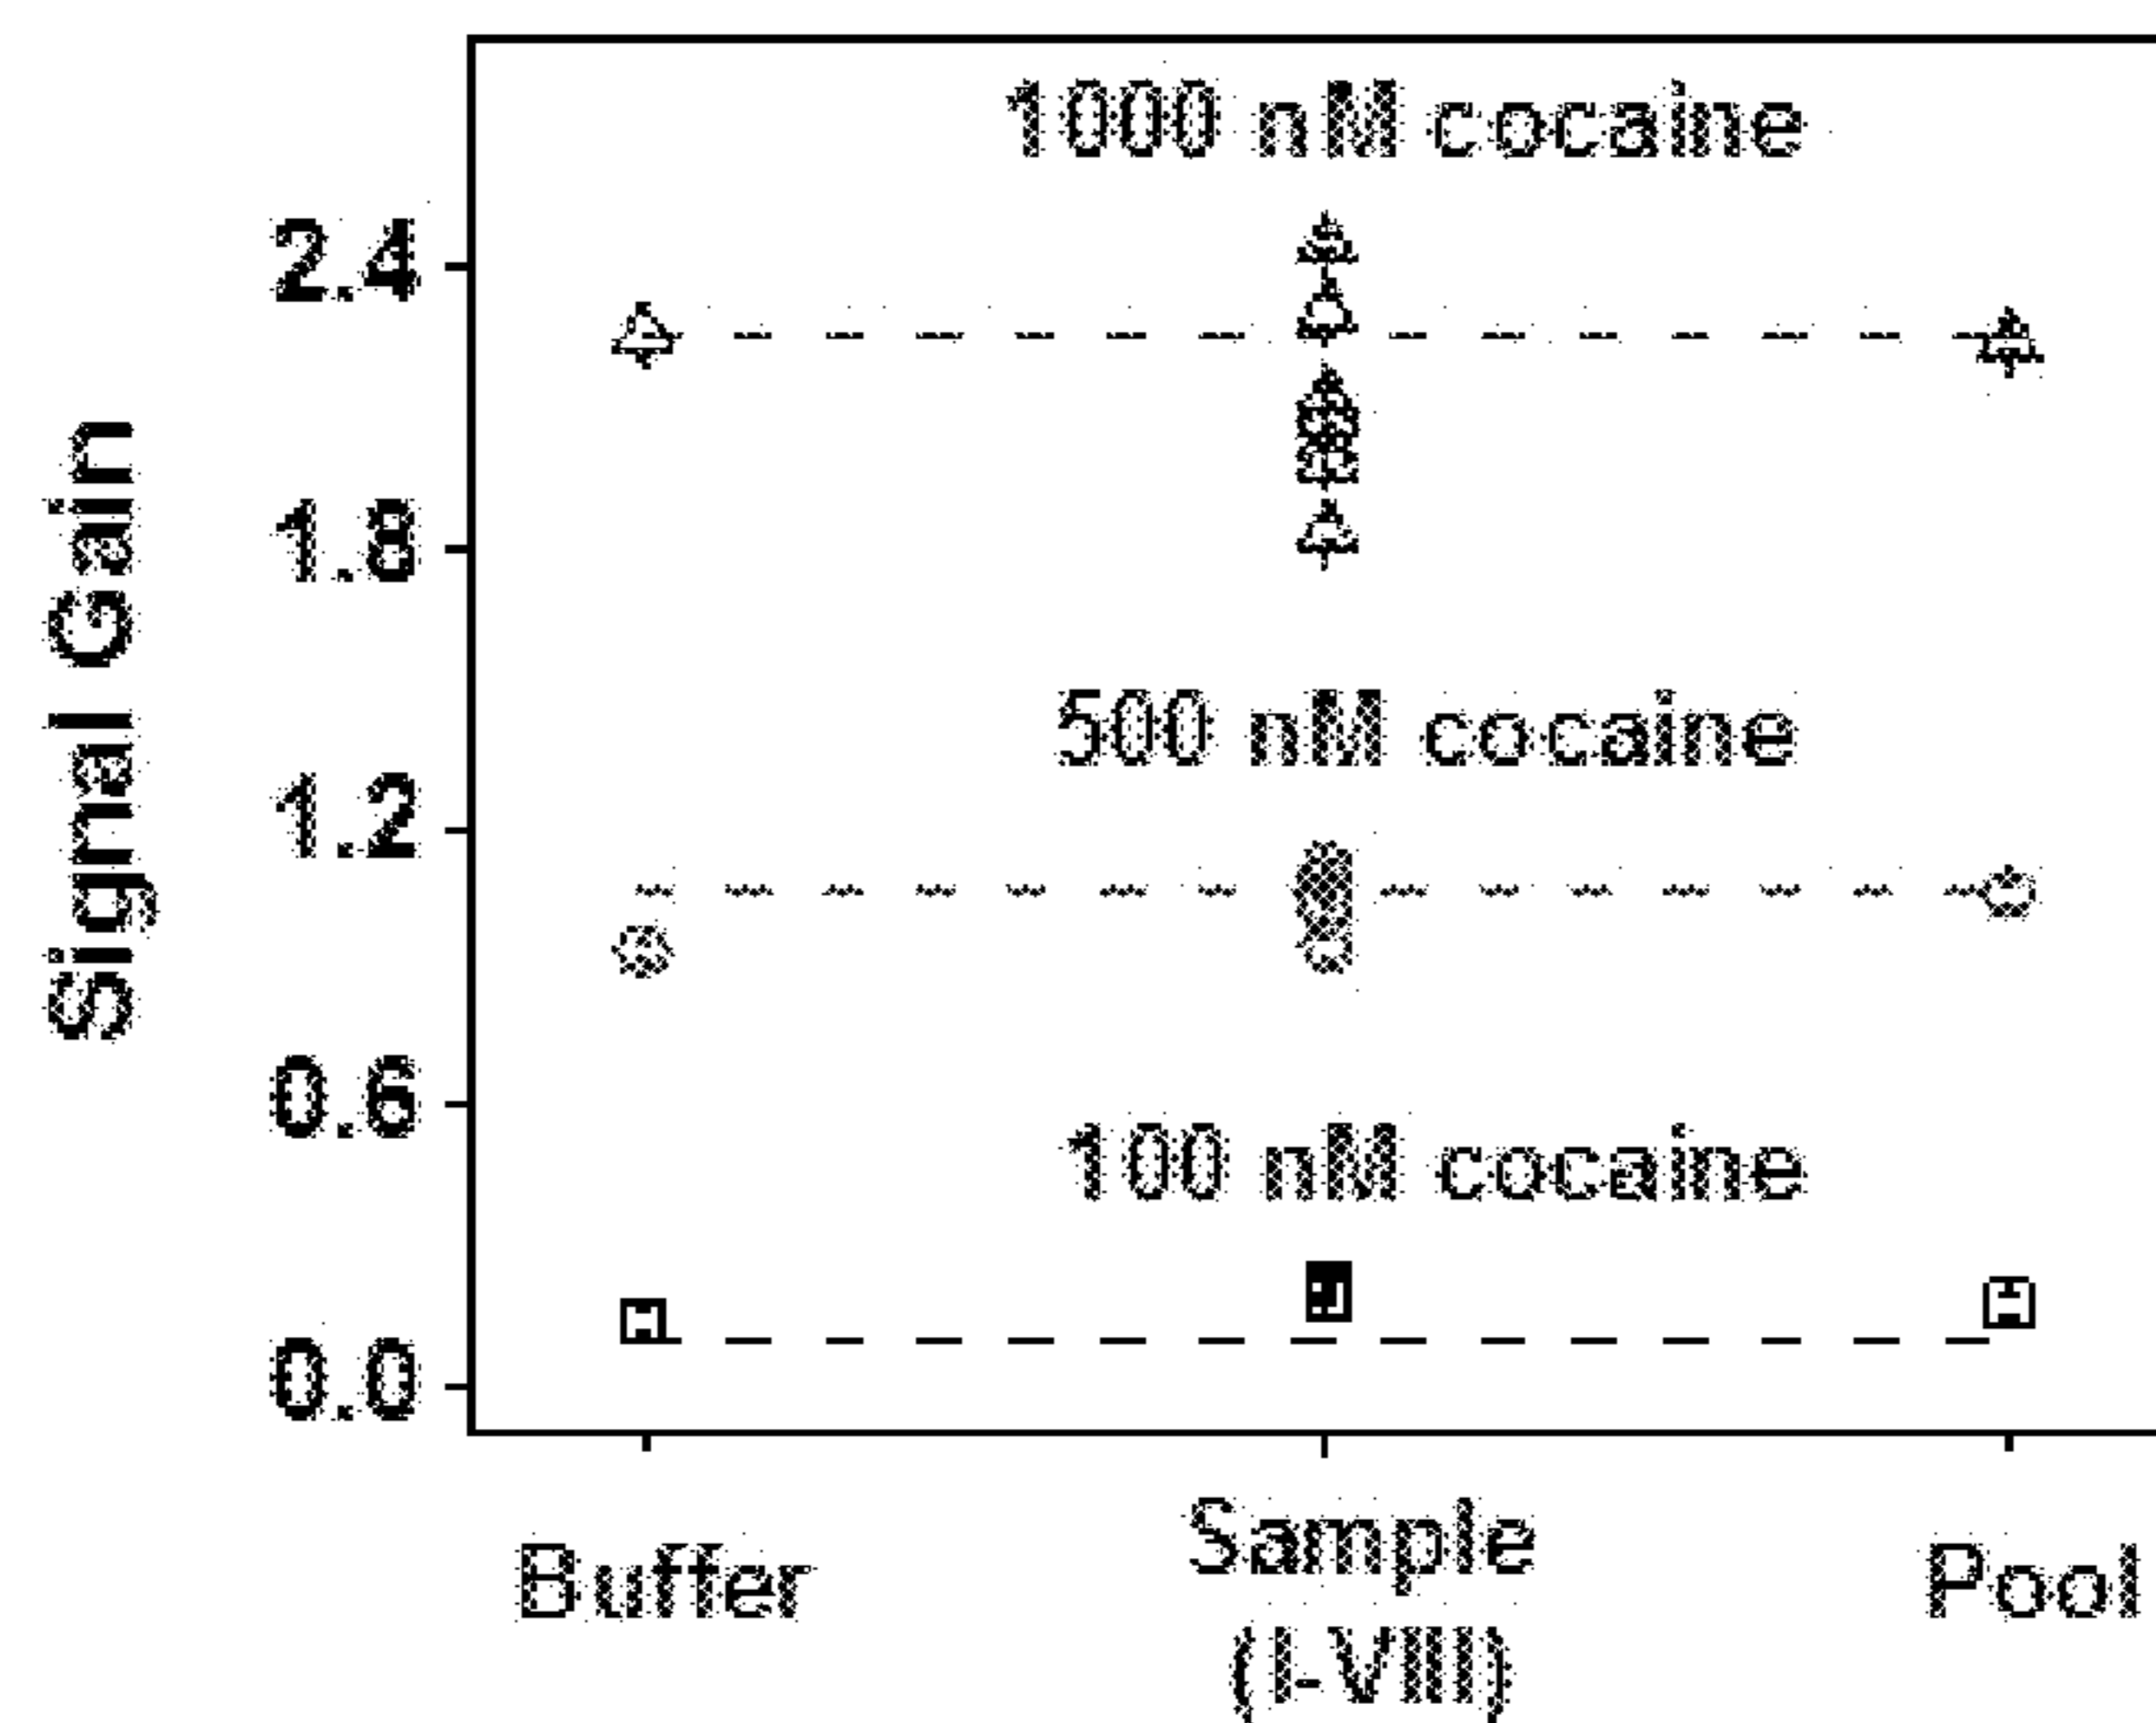 1000 nM cocaine
2.4
1.8
500 nM cocaine
1.2
0.6
100 nM cocaine
0.0
Signal Gain
Buffer
Sample
(I-VIII)
Pool